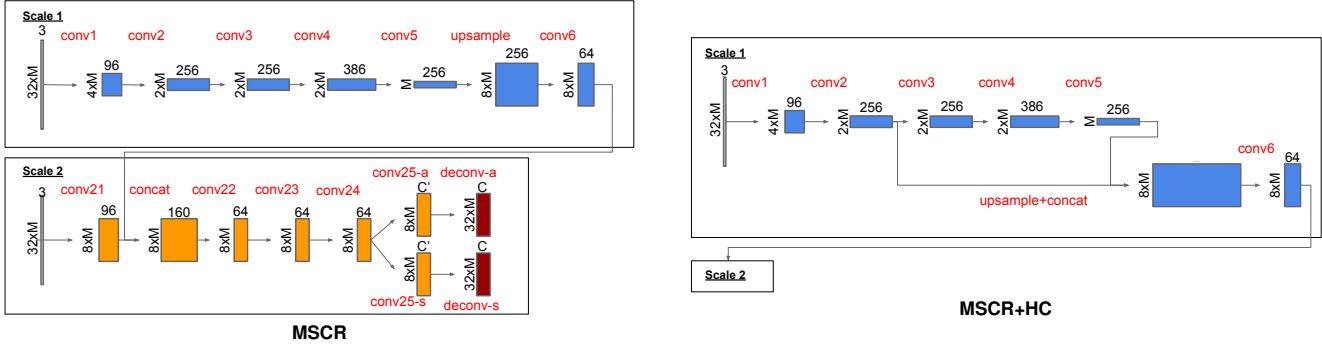 Scale 1
3
conv1 conv2 conv3 conv4 conv5 upsample conv6
96 256 256 386 256 256 64
32xM 4xM 2xM 2xM 2xM M 8xM 8xM
Scale 2
3
conv21 concat conv22 conv23 conv24 conv25-a deconv-a
96 160 64 64 64 C' C
32xM 8xM 8xM 8xM 8xM 8xM 8xM 32xM
C' C
8xM 32xM
conv25-s deconv-s
MSCR
Scale 1
3
conv1 conv2 conv3 conv4 conv5
96 256 256 386 256
32xM 4xM 2xM 2xM 2xM M
conv6
64
8xM 8xM
upsample+concat
Scale 2
MSCR+HC